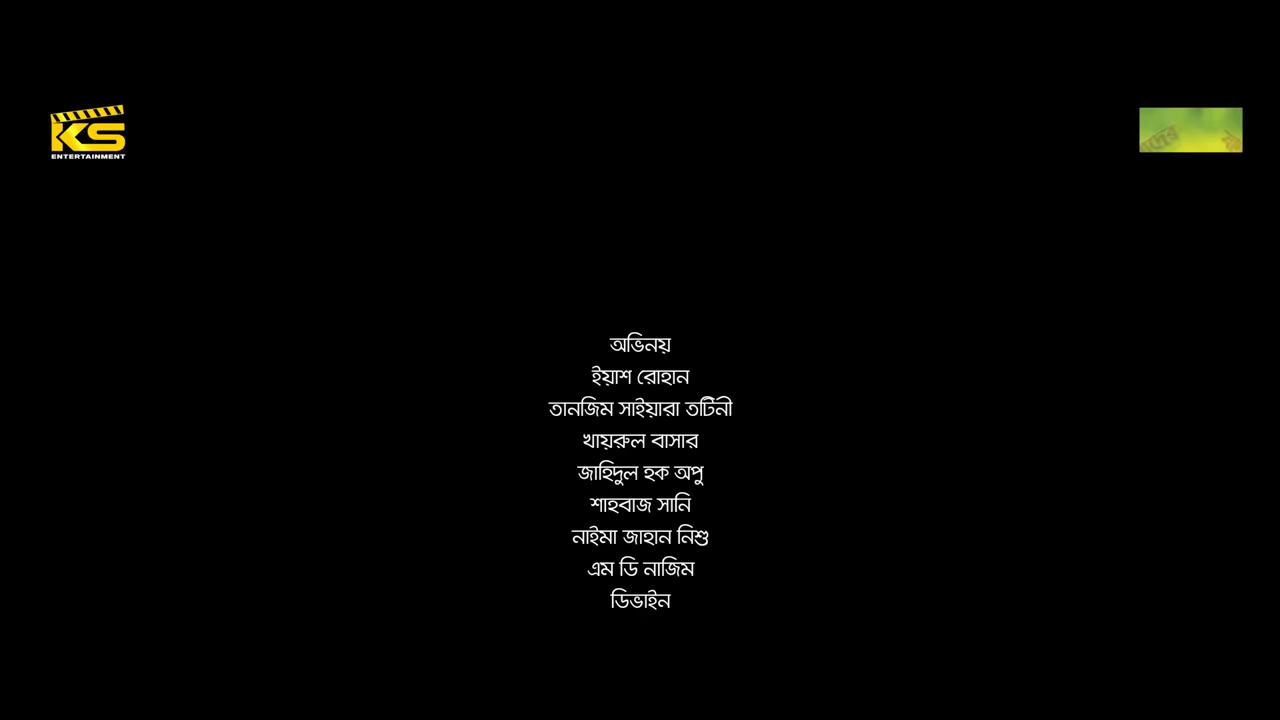 KS
ENTERTAINMENT
অভিনয়
ইয়াশ রোহান
তানজিম সাইয়ারা তটিনী
খায়রুল বাসার
জাহিদুল হক অপু
শাহবাজ সানি
নাইমা জাহান নিশু
এম ডি নাজিম
ডিভাইন